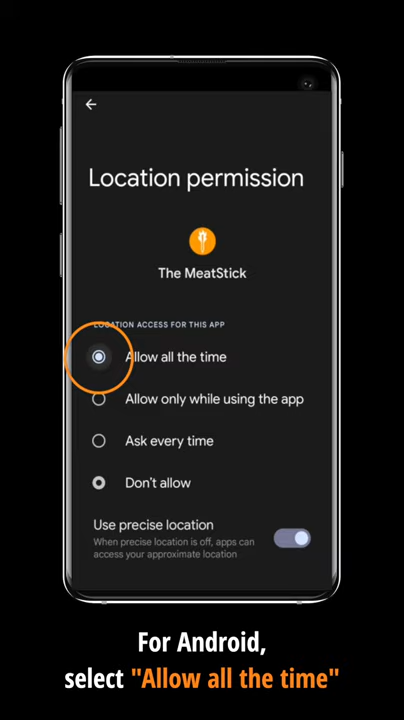 Location permission
The MeatStick
LOCATION ACCESS FOR THIS APP
Allow all the time
Allow only while using the app
Ask every time
Don't allow
Use precise location
When precise location is off, apps can
access your approximate location
For Android,
select "Allow all the time"